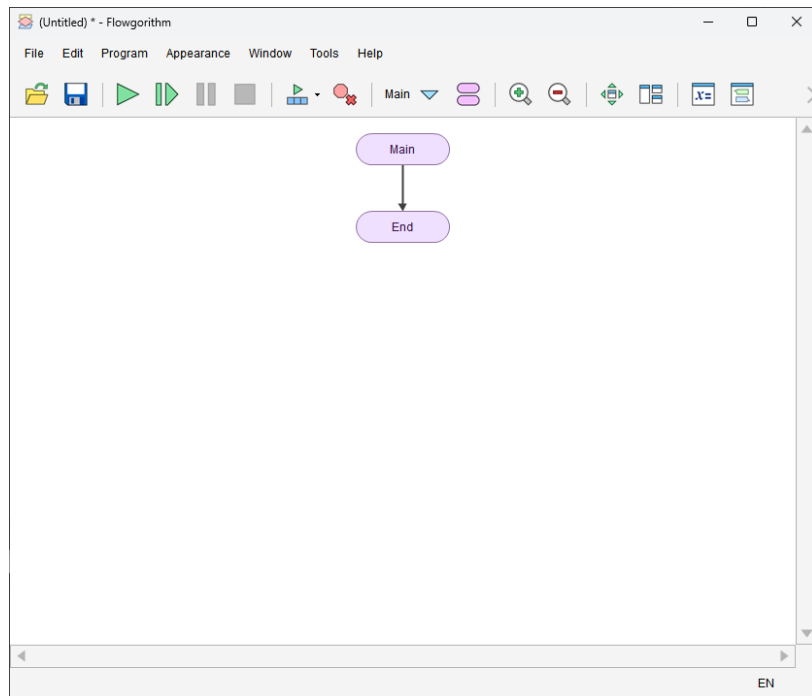 (Untitled) * - Flowgorithm
File Edit Program Appearance Window Tools Help
Main x=
Main
End
EN